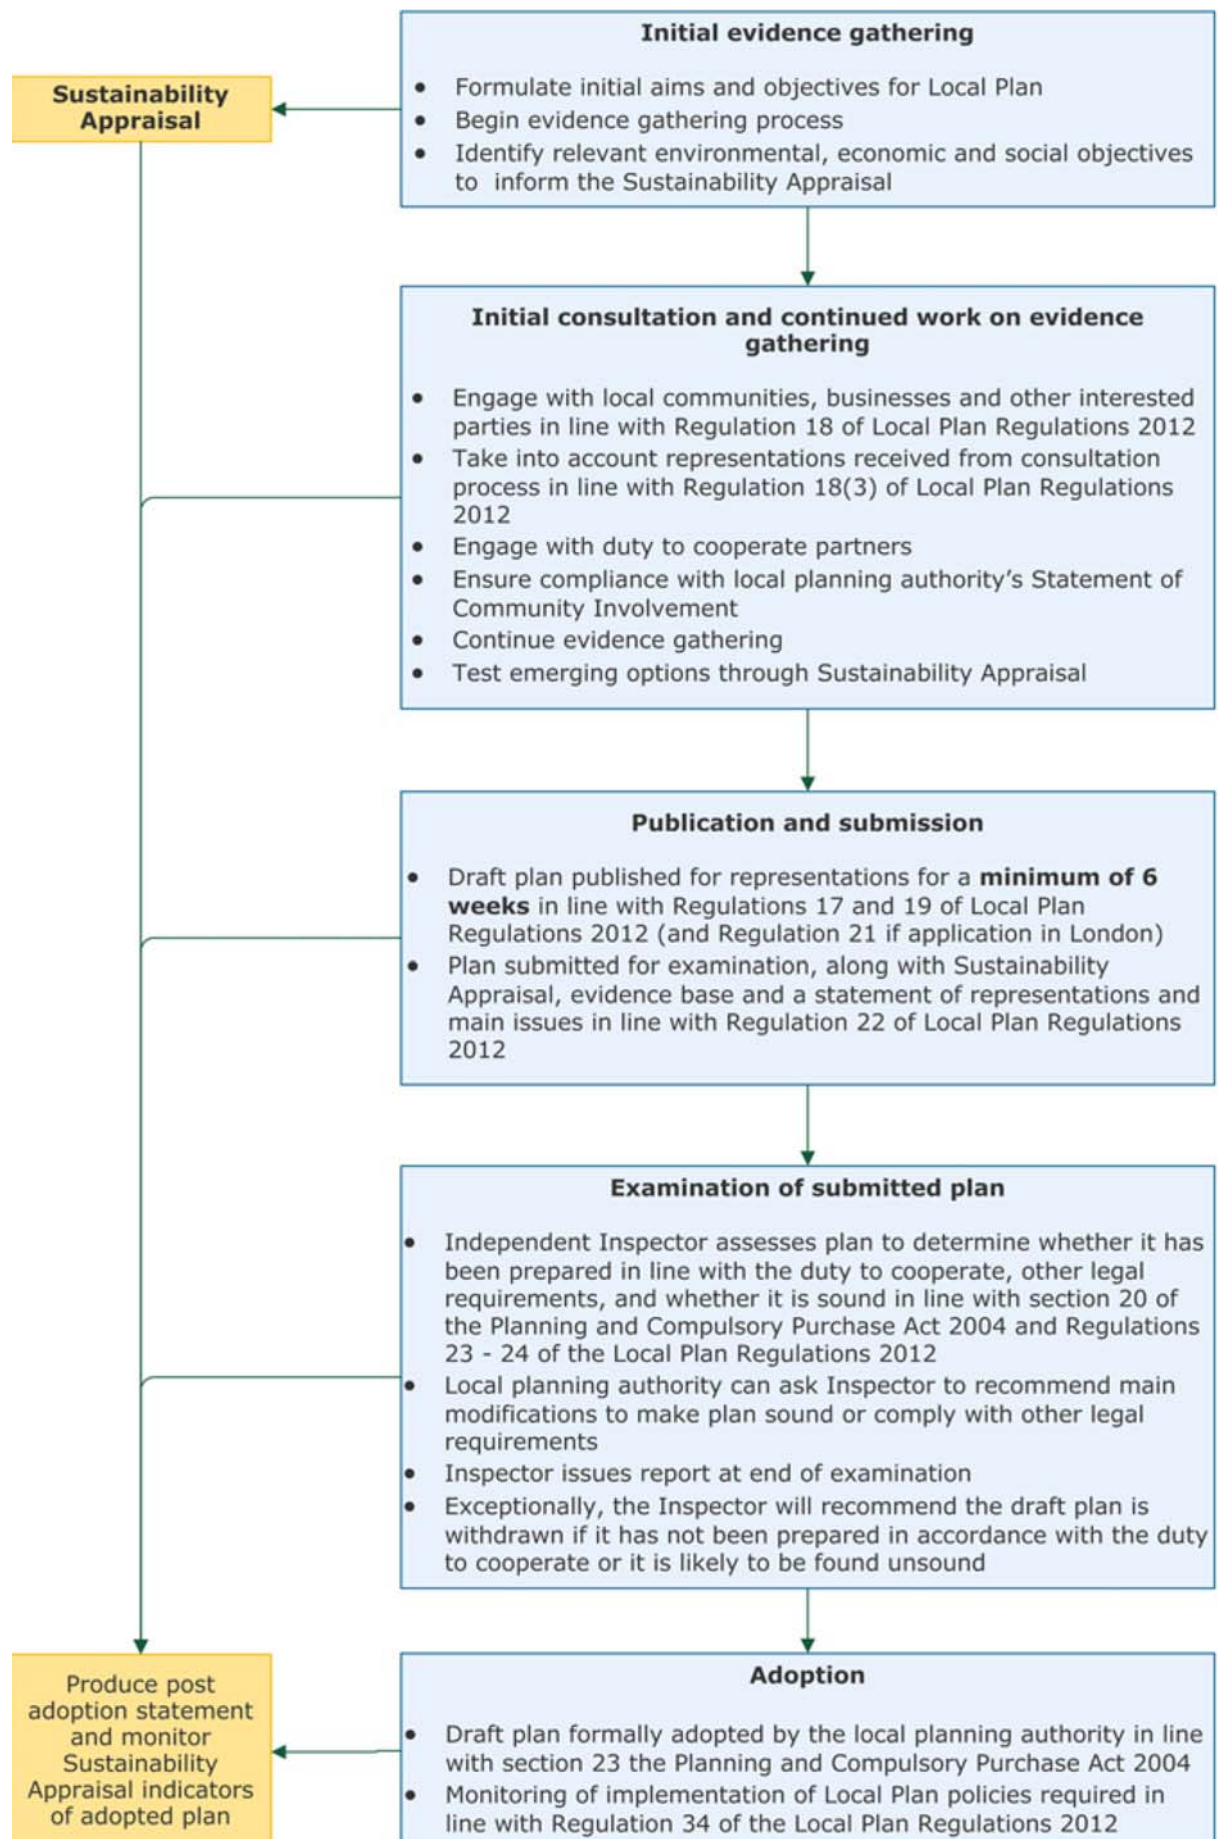 Initial evidence gathering
Sustainability
Appraisal
• Formulate initial aims and objectives for Local Plan
• Begin evidence gathering process
• Identify relevant environmental, economic and social objectives
to inform the Sustainability Appraisal
Initial consultation and continued work on evidence
gathering
• Engage with local communities, businesses and other interested
parties in line with Regulation 18 of Local Plan Regulations 2012
• Take into account representations received from consultation
process in line with Regulation 18(3) of Local Plan Regulations
2012
• Engage with duty to cooperate partners
• Ensure compliance with local planning authority’s Statement of
Community Involvement
• Continue evidence gathering
• Test emerging options through Sustainability Appraisal
Publication and submission
• Draft plan published for representations for a minimum of 6
weeks in line with Regulations 17 and 19 of Local Plan
Regulations 2012 (and Regulation 21 if application in London)
• Plan submitted for examination, along with Sustainability
Appraisal, evidence base and a statement of representations and
main issues in line with Regulation 22 of Local Plan Regulations
2012
Examination of submitted plan
• Independent Inspector assesses plan to determine whether it has
been prepared in line with the duty to cooperate, other legal
requirements, and whether it is sound in line with section 20 of
the Planning and Compulsory Purchase Act 2004 and Regulations
23 - 24 of the Local Plan Regulations 2012
• Local planning authority can ask Inspector to recommend main
modifications to make plan sound or comply with other legal
requirements
• Inspector issues report at end of examination
• Exceptionally, the Inspector will recommend the draft plan is
withdrawn if it has not been prepared in accordance with the duty
to cooperate or it is likely to be found unsound
Adoption
• Draft plan formally adopted by the local planning authority in line
with section 23 the Planning and Compulsory Purchase Act 2004
• Monitoring of implementation of Local Plan policies required in
line with Regulation 34 of the Local Plan Regulations 2012
Produce post
adoption statement
and monitor
Sustainability
Appraisal indicators
of adopted plan